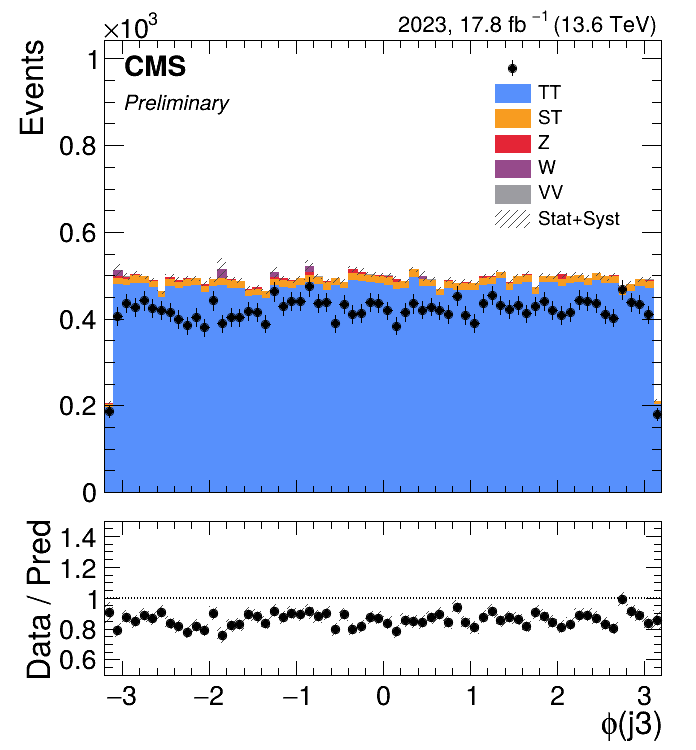 ×10³
2023, 17.8 fb⁻¹ (13.6 TeV)
Events
1
0.8
0.6
0.4
0.2
0
CMS
Preliminary
TT
ST
Z
W
VV
Stat+Syst
Data / Pred
1.4
1.2
1
0.8
0.6
−3 −2 −1 0 1 2 3
ϕ(j3)